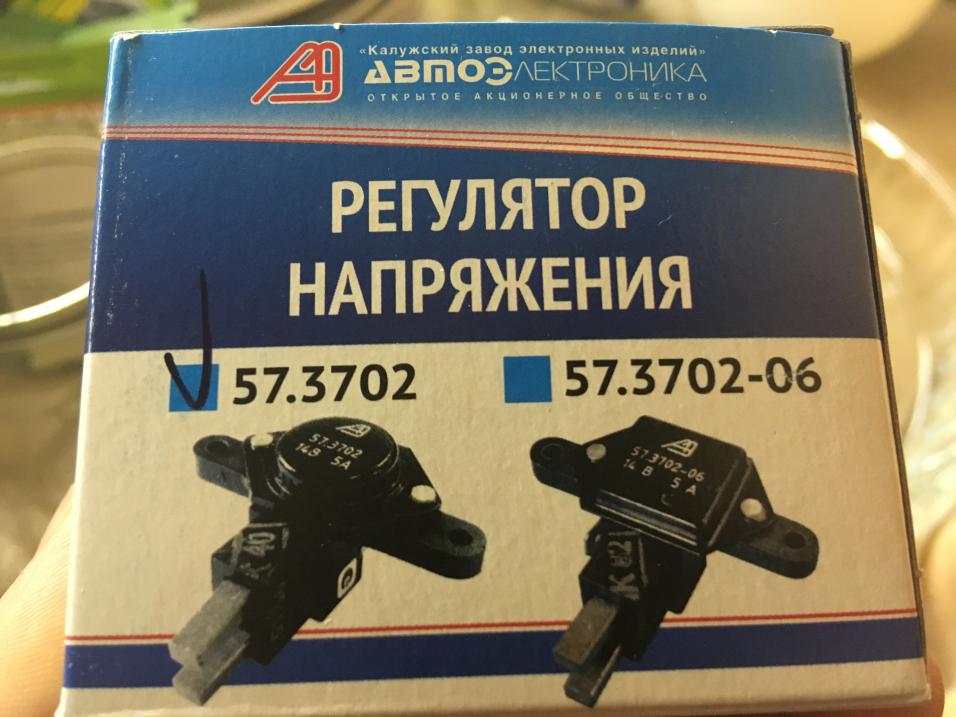 «Калужский завод электронных изделий»
АВТОЭЛЕКТРОНИКА
ОТКРЫТОЕ АКЦИОНЕРНОЕ ОБЩЕСТВО
РЕГУЛЯТОР
НАПРЯЖЕНИЯ
57.3702
57.3702-06
57.3702
14В 5А
К 40
57.3702-06
14 В 5 А